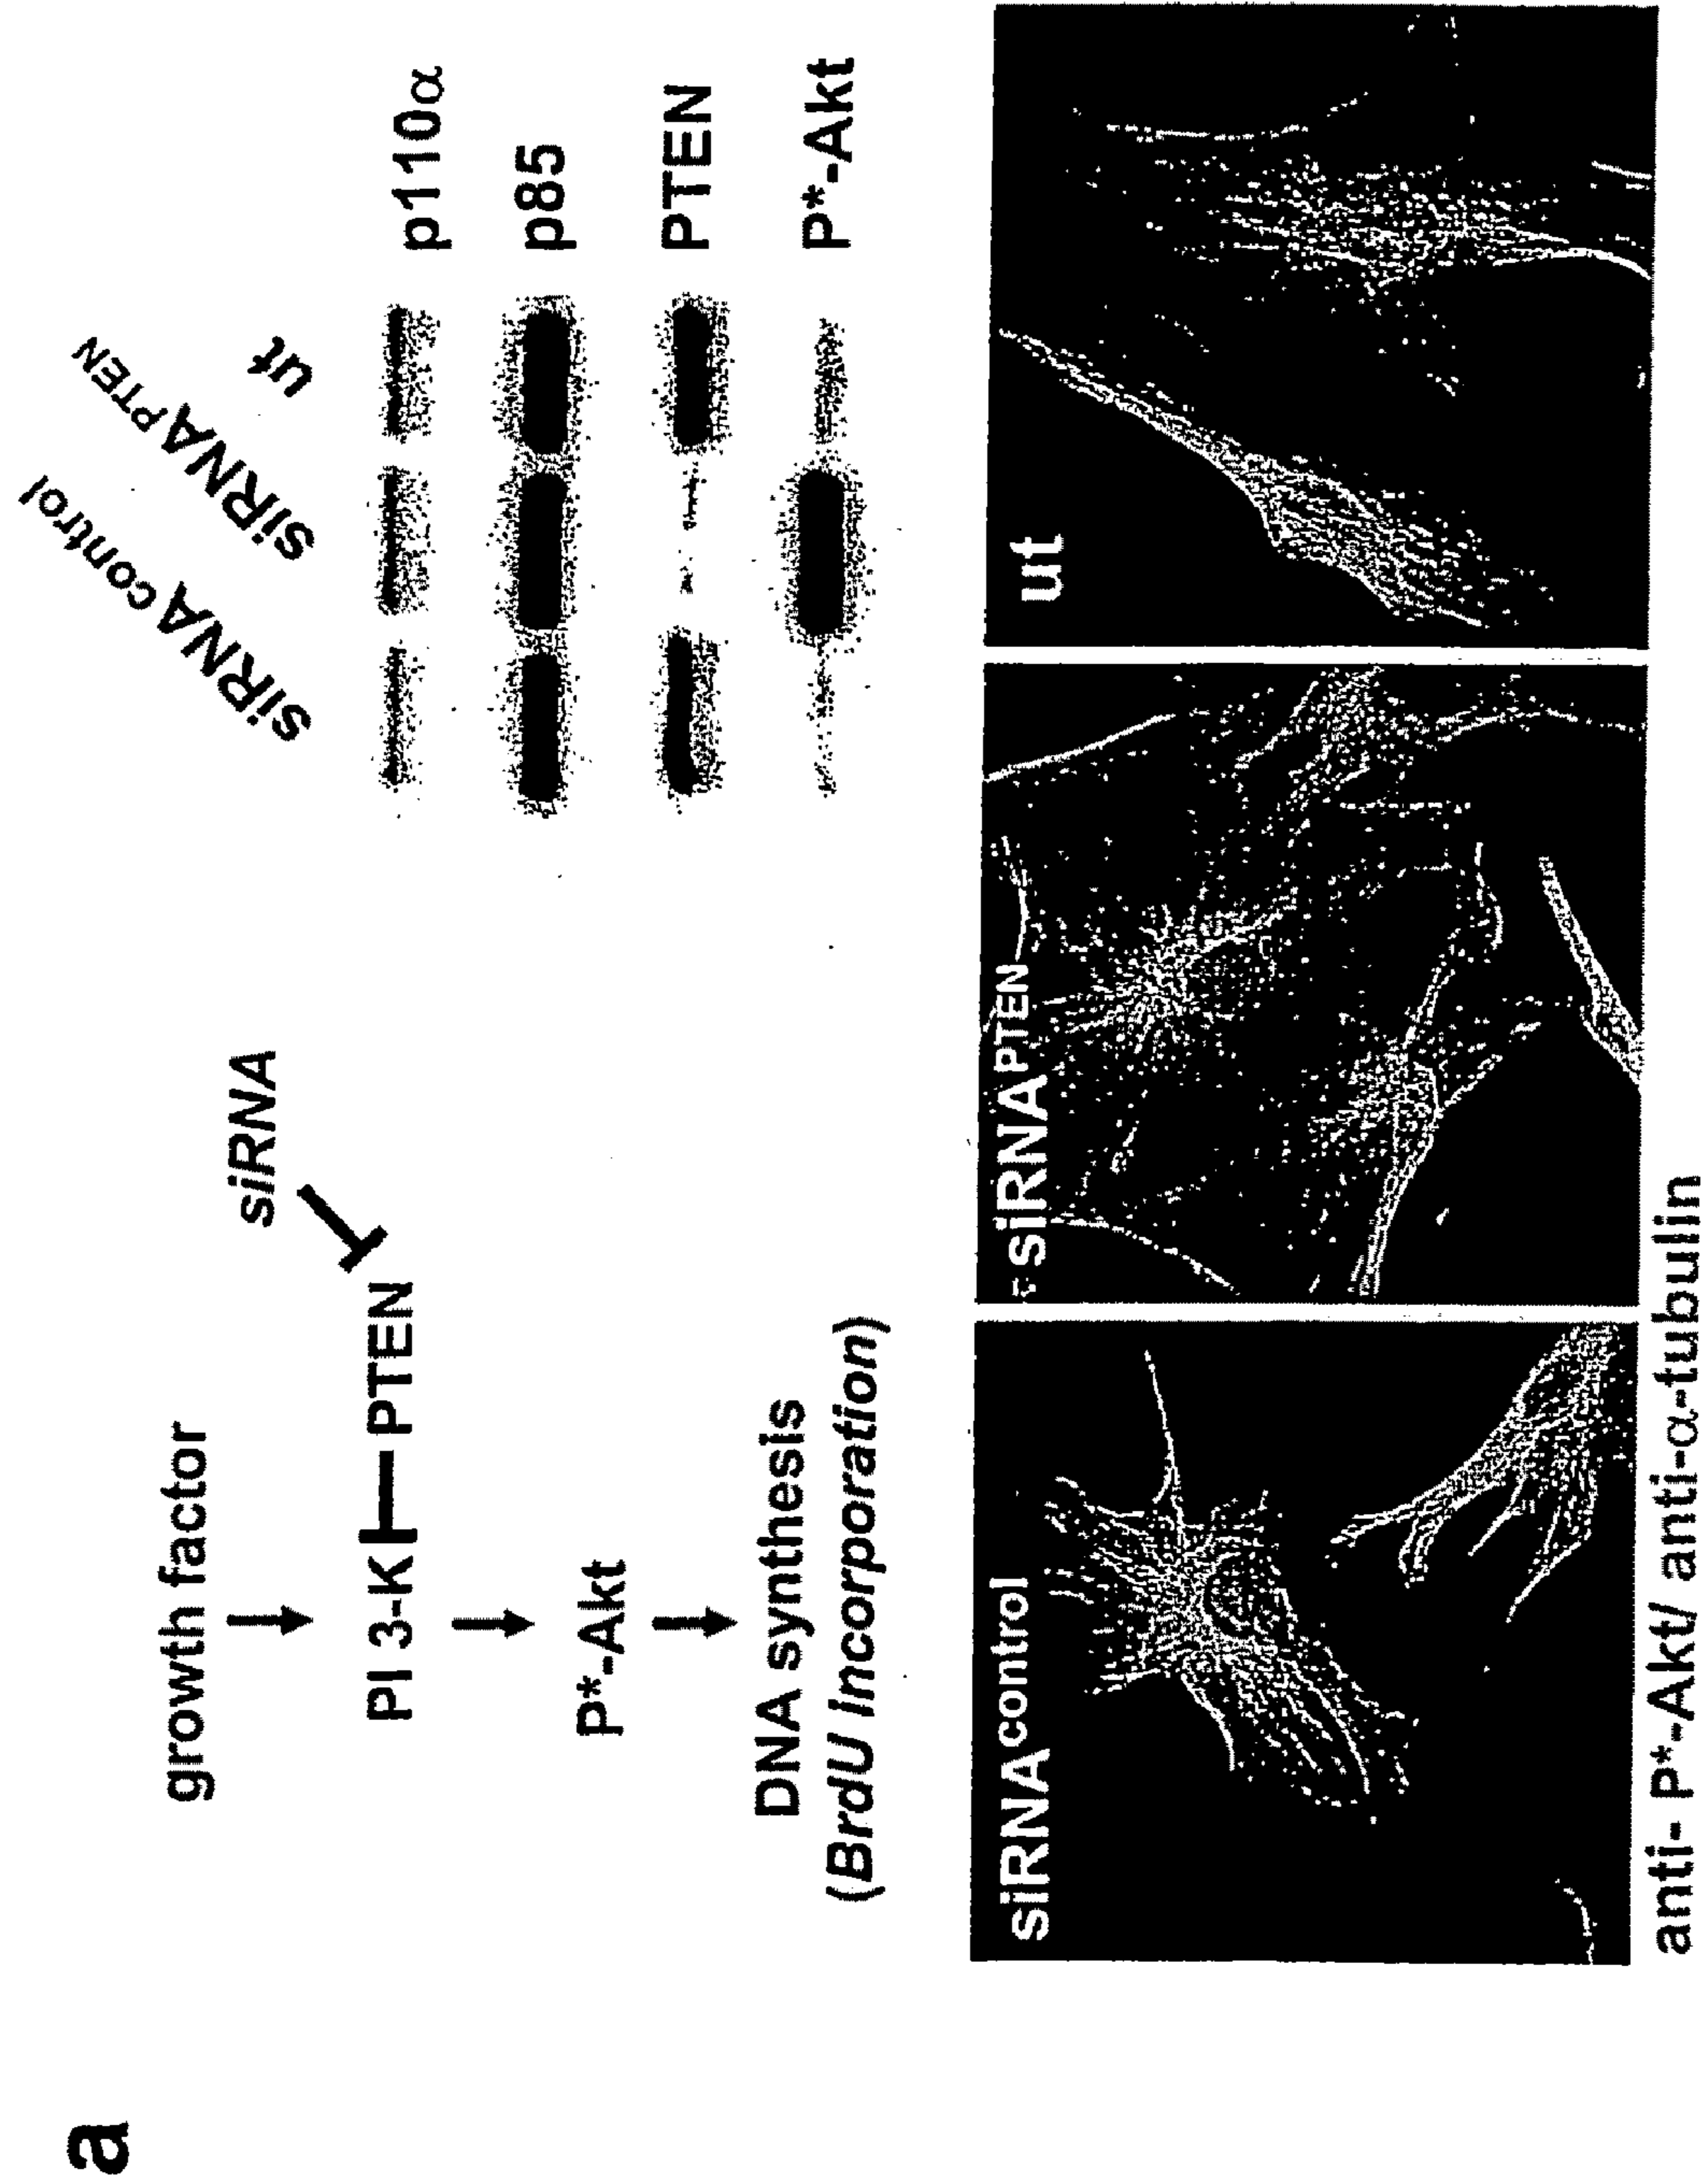 a
growth factor
PI 3-K
PTEN
siRNA
P*-Akt
DNA synthesis
(BrdU incorporation)
siRNAcontrol
siRNAPTEN
ut
p110α
p85
PTEN
P*-Akt
siRNAcontrol
siRNAPTEN
ut
anti- P*-Akt/ anti-α-tubulin